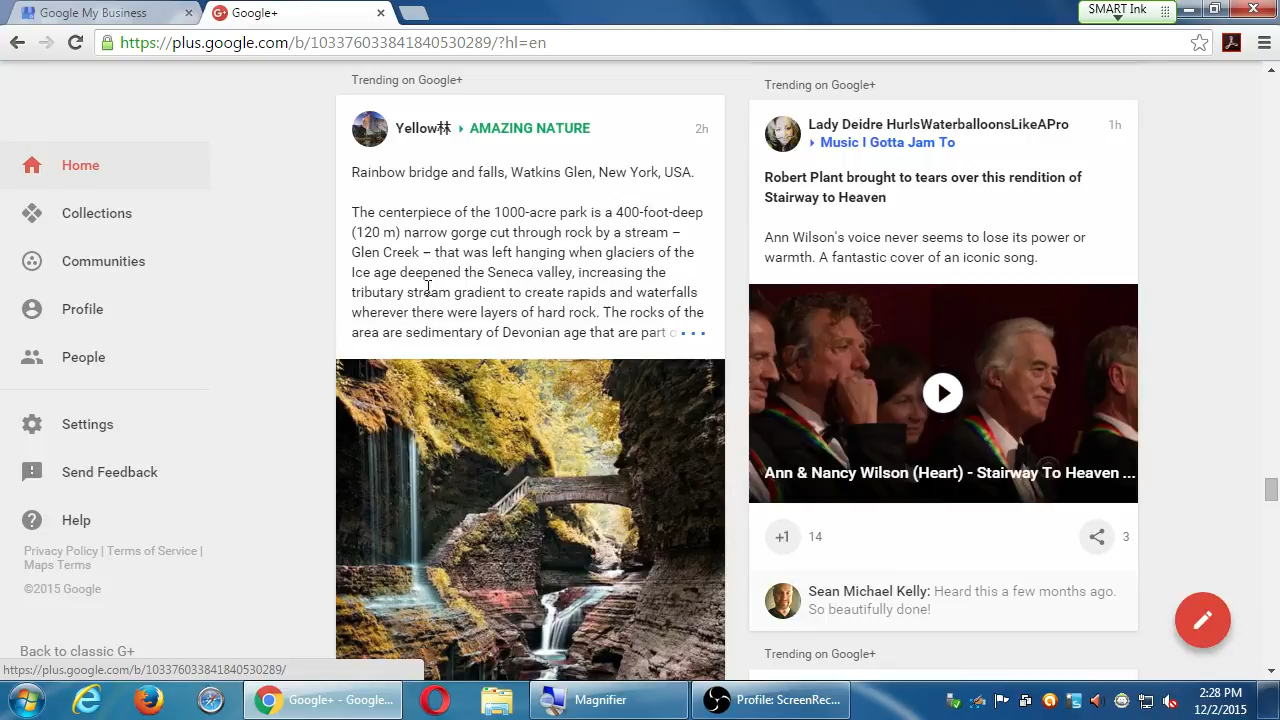 Google My Business
Google+
SMART Ink
https://plus.google.com/b/103376033841840530289/?hl=en
Home
Collections
Communities
Profile
People
Settings
Send Feedback
Help
Privacy Policy | Terms of Service |
Maps Terms
©2015 Google
Back to classic G+
https://plus.google.com/b/103376033841840530289/
Trending on Google+
Yellow
AMAZING NATURE
2h
Rainbow bridge and falls, Watkins Glen, New York, USA.
The centerpiece of the 1000-acre park is a 400-foot-deep
(120 m) narrow gorge cut through rock by a stream –
Glen Creek – that was left hanging when glaciers of the
Ice age deepened the Seneca valley, increasing the
tributary stream gradient to create rapids and waterfalls
wherever there were layers of hard rock. The rocks of the
area are sedimentary of Devonian age that are part
Trending on Google+
Lady Deidre HurlsWaterballoonsLikeAPro
1h
Music I Gotta Jam To
Robert Plant brought to tears over this rendition of
Stairway to Heaven
Ann Wilson's voice never seems to lose its power or
warmth. A fantastic cover of an iconic song.
Ann & Nancy Wilson (Heart) - Stairway To Heaven ...
+1
14
3
Sean Michael Kelly: Heard this a few months ago.
So beautifully done!
Trending on Google+
Google+ - Google...
Magnifier
Profile: ScreenRec...
2:28 PM
12/2/2015